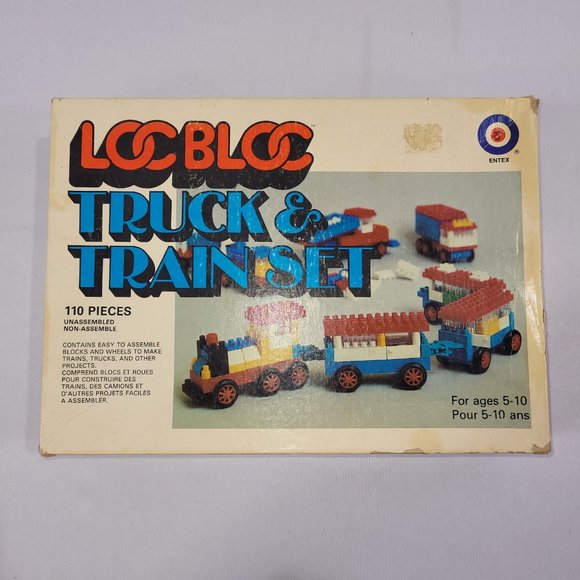 LOC BLOC
TRUCK &
TRAIN SET
ENTEX
®
110 PIECES
UNASSEMBLED
NON-ASSEMBLE
CONTAINS EASY TO ASSEMBLE
BLOCKS AND WHEELS TO MAKE
TRAINS, TRUCKS, AND OTHER
PROJECTS.
COMPREND BLOCS ET ROUES
POUR CONSTRUIRE DES
TRAINS, DES CAMIONS ET
D'AUTRES PROJETS FACILES
A ASSEMBLER.
For ages 5-10
Pour 5-10 ans